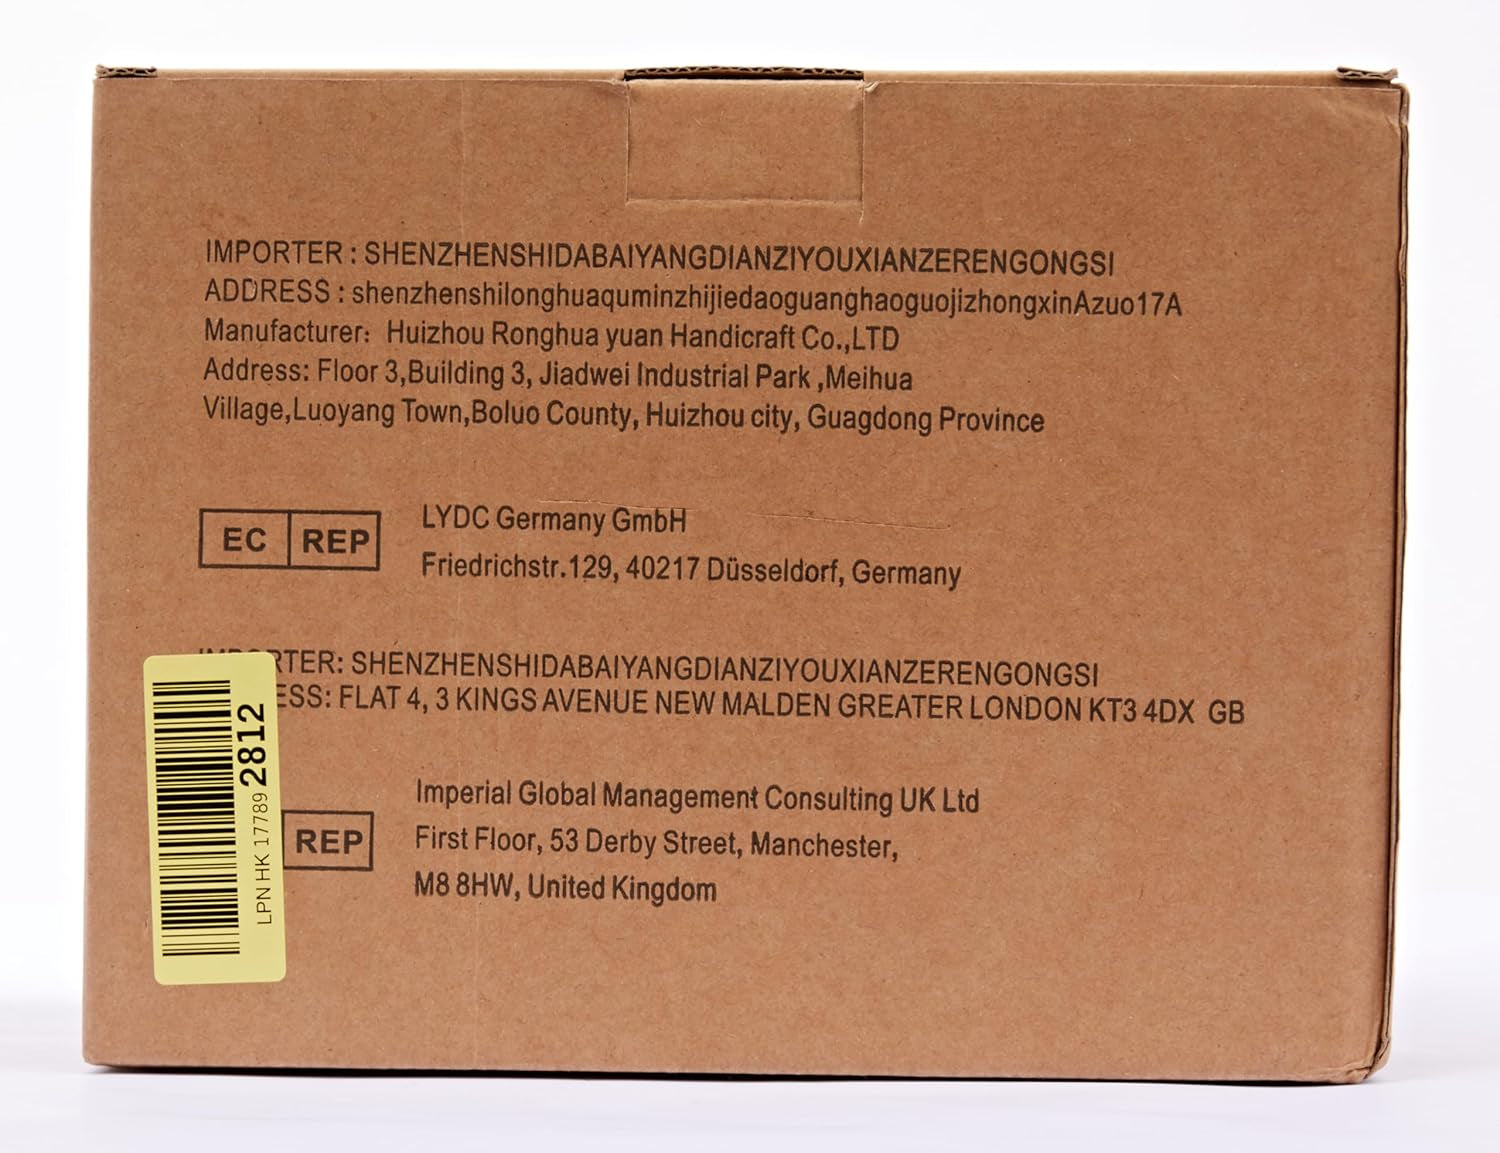 IMPORTER : SHENZHENSHIDABAIYANGDIANZIYOUXIANZERENGONGSI
ADDRESS : shenzhenshilonghuaquminzhijiedaoguanghaoguojizhongxinAzuo17A
Manufacturer: Huizhou Ronghua yuan Handicraft Co.,LTD
Address: Floor 3,Building 3, Jiadwei Industrial Park ,Meihua
Village,Luoyang Town,Boluo County, Huizhou city, Guagdong Province
EC REP
LYDC Germany GmbH
Friedrichstr.129, 40217 Düsseldorf, Germany
SHENZHENSHIDABAIYANGDIANZIYOUXIANZERENGONGSI
FLAT 4, 3 KINGS AVENUE NEW MALDEN GREATER LONDON KT3 4DX GB
REP
Imperial Global Management Consulting UK Ltd
First Floor, 53 Derby Street, Manchester,
M8 8HW, United Kingdom
LPN HK 17789 2812